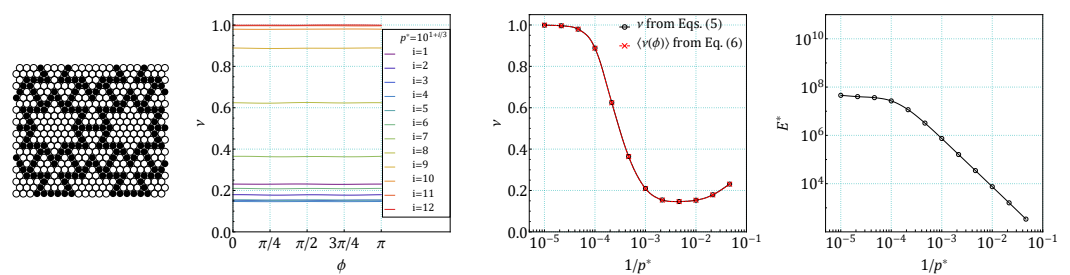 1.0
0.8
0.6
0.4
0.2
0.0
ν
0 π/4 π/2 3π/4 π
ϕ
p*=10^{1+i/3}
i=1
i=2
i=3
i=4
i=5
i=6
i=7
i=8
i=9
i=10
i=11
i=12
1.0
0.8
0.6
0.4
0.2
0.0
ν
ν from Eqs. (5)
⟨ν(ϕ)⟩ from Eq. (6)
10^{-5} 10^{-4} 10^{-3} 10^{-2} 10^{-1}
1/p*
10^{10}
10^{8}
10^{6}
10^{4}
E*
10^{-5} 10^{-4} 10^{-3} 10^{-2} 10^{-1}
1/p*